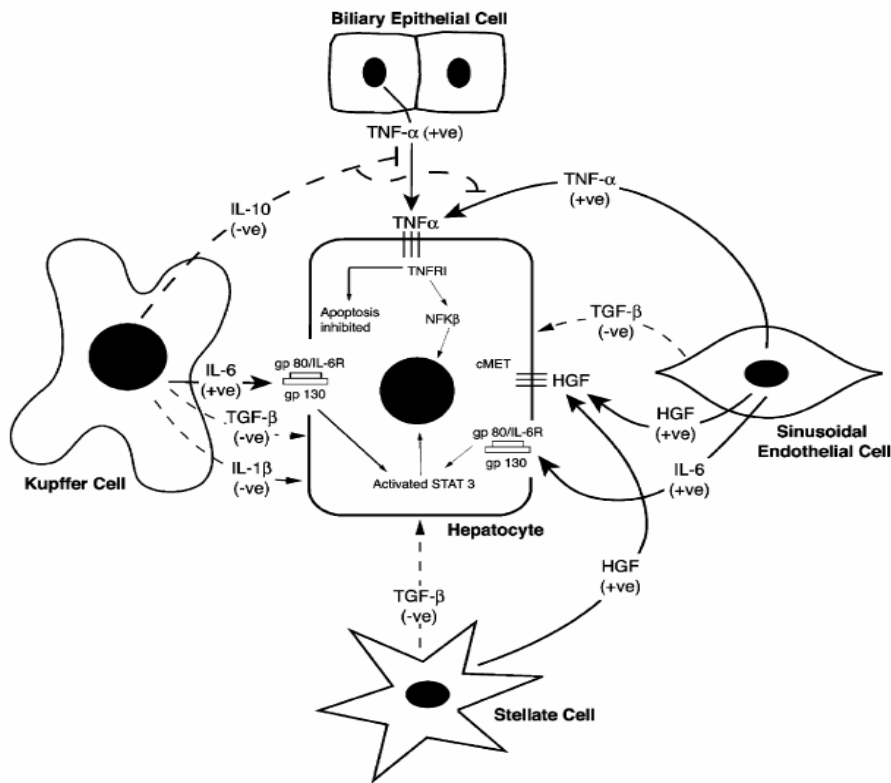 Biliary Epithelial Cell
TNF-α (+ve)
TNF-α
(+ve)
IL-10
(-ve)
TNFα
TNFRI
Apoptosis
inhibited
NFKβ
TGF-β
(-ve)
gp 80/IL-6R
gp 130
cMET
HGF
IL-6
(+ve)
TGF-β
(-ve)
IL-1β
(-ve)
Kupffer Cell
HGF
(+ve)
Sinusoidal
Endothelial Cell
gp 80/IL-6R
gp 130
IL-6
(+ve)
Activated STAT 3
Hepatocyte
HGF
(+ve)
TGF-β
(-ve)
Stellate Cell